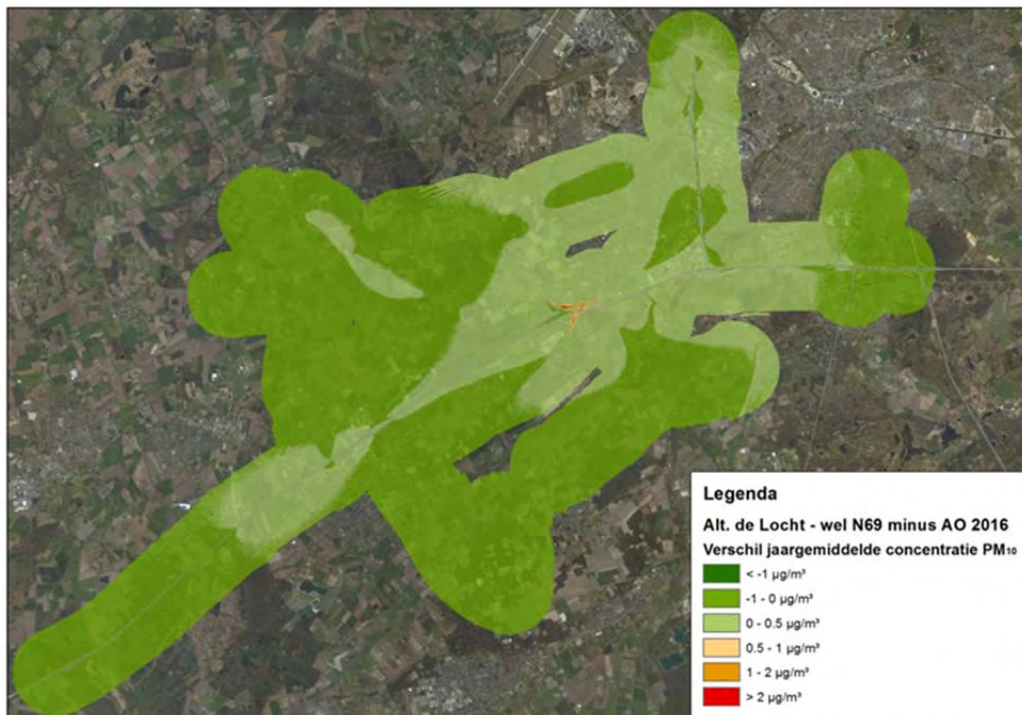 Legenda
Alt. de Locht - wel N69 minus AO 2016
Verschil jaargemiddelde concentratie PM₁₀
< -1 µg/m³
-1 - 0 µg/m³
0 - 0.5 µg/m³
0.5 - 1 µg/m³
1 - 2 µg/m³
> 2 µg/m³